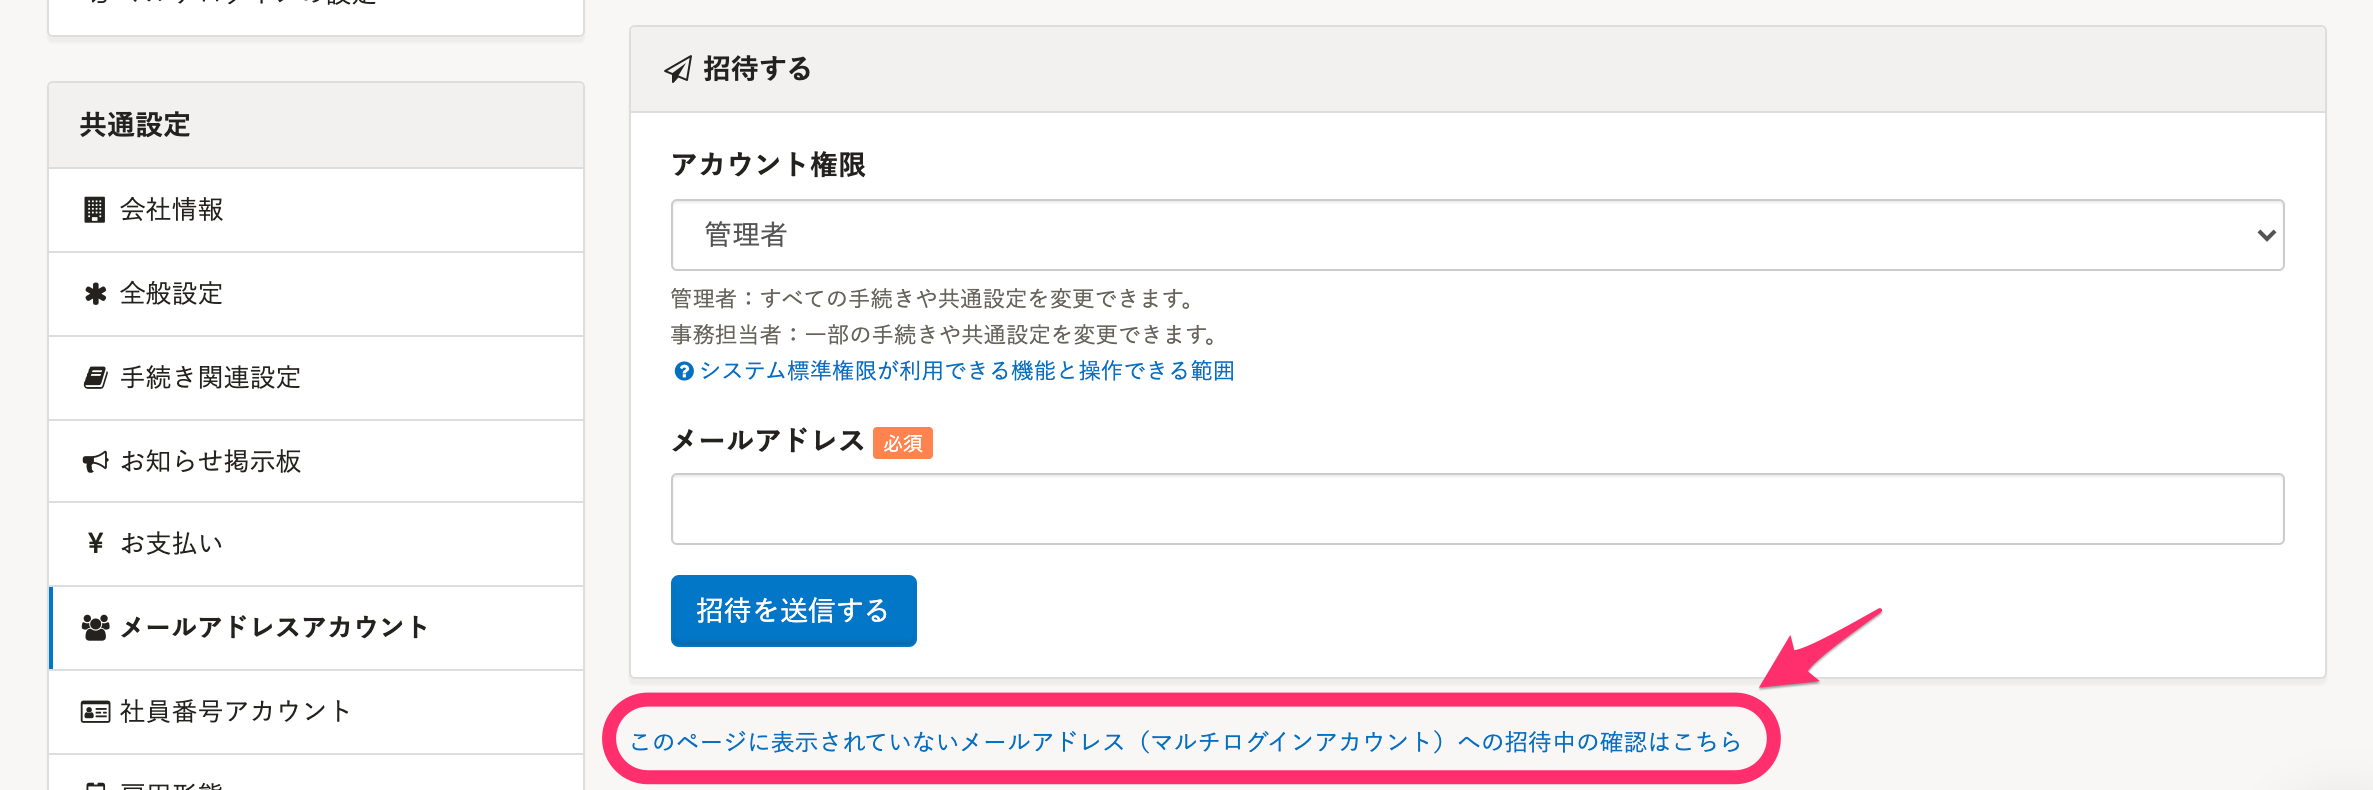 共通設定
会社情報
全般設定
手続き関連設定
お知らせ掲示板
お支払い
メールアドレスアカウント
社員番号アカウント
招待する
アカウント権限
管理者
管理者：すべての手続きや共通設定を変更できます。
事務担当者：一部の手続きや共通設定を変更できます。
システム標準権限が利用できる機能と操作できる範囲
メールアドレス 必須
招待を送信する
このページに表示されていないメールアドレス（マルチログインアカウント）への招待中の確認はこちら